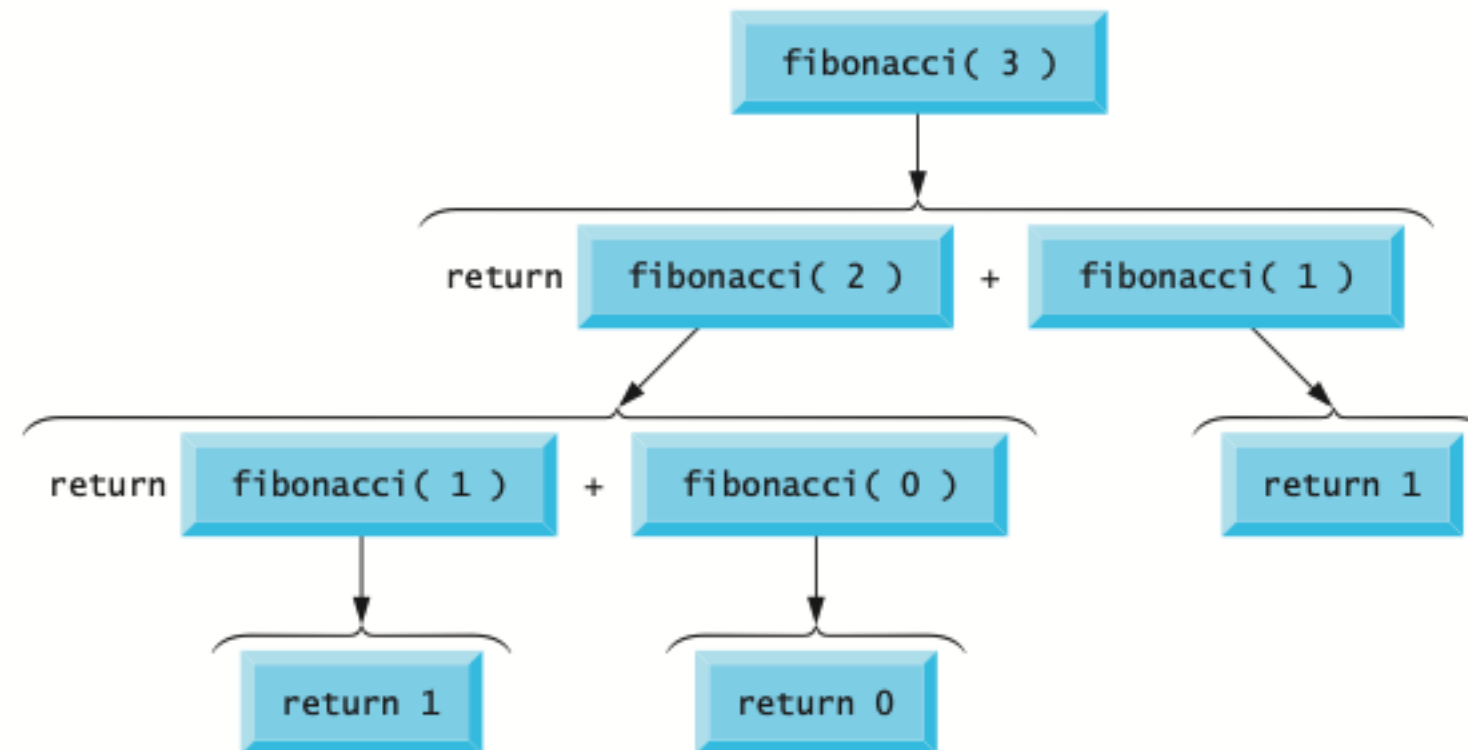 fibonacci( 3 )
return fibonacci( 2 ) + fibonacci( 1 )
return fibonacci( 1 ) + fibonacci( 0 ) return 1
return 1 return 0